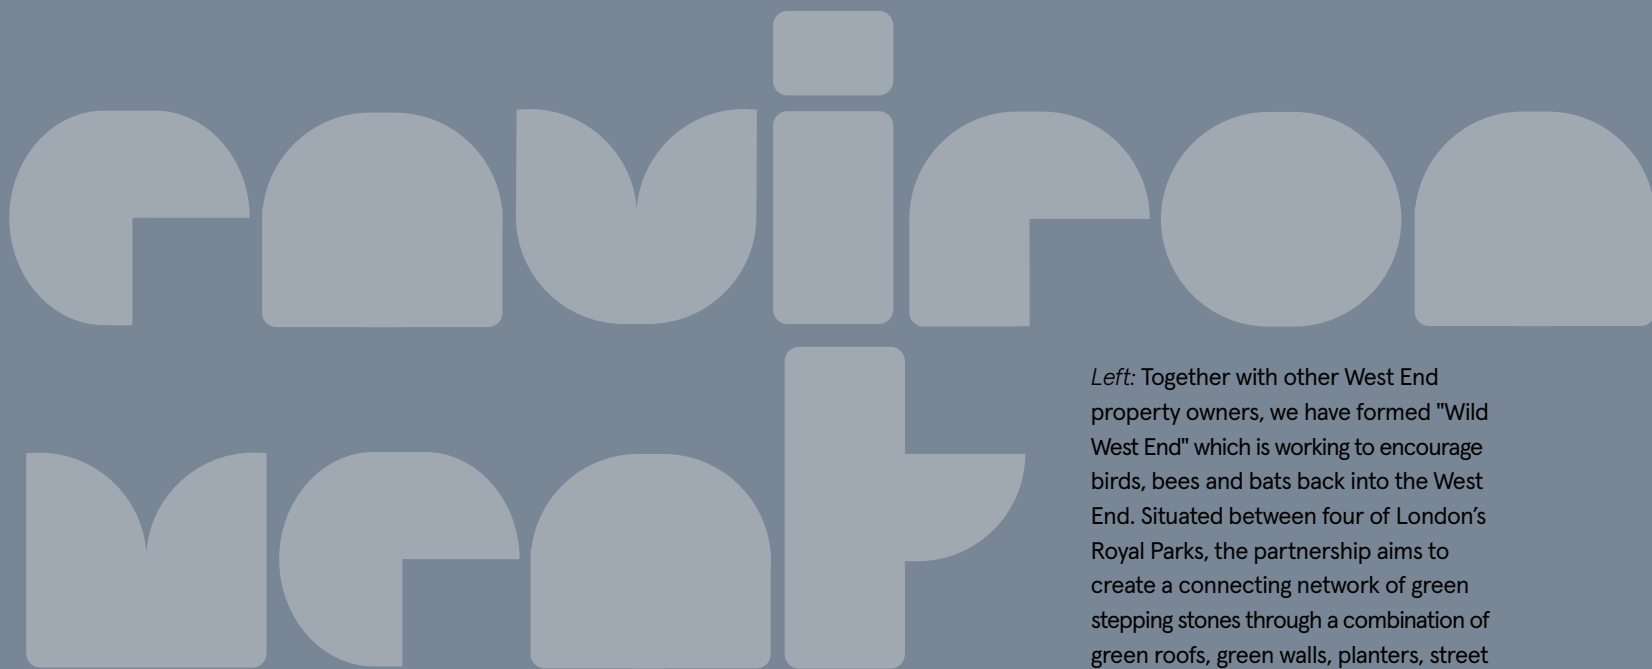 environ
ment
Left: Together with other West End
property owners, we have formed "Wild
West End" which is working to encourage
birds, bees and bats back into the West
End. Situated between four of London’s
Royal Parks, the partnership aims to
create a connecting network of green
stepping stones through a combination of
green roofs, green walls, planters, street